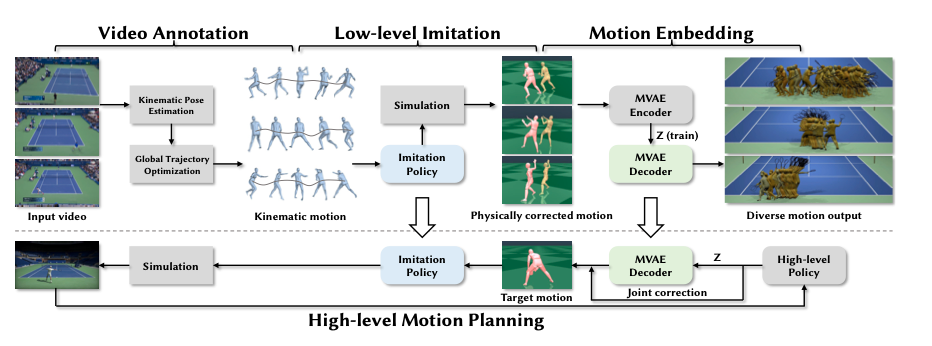 Video Annotation
Low-level Imitation
Motion Embedding
Kinematic Pose
Estimation
Global Trajectory
Optimization
Simulation
Imitation
Policy
MVAE
Encoder
Z (train)
MVAE
Decoder
Input video
Kinematic motion
Physically corrected motion
Diverse motion output
Simulation
Imitation
Policy
Target motion
MVAE
Decoder
Z
Joint correction
High-level
Policy
High-level Motion Planning